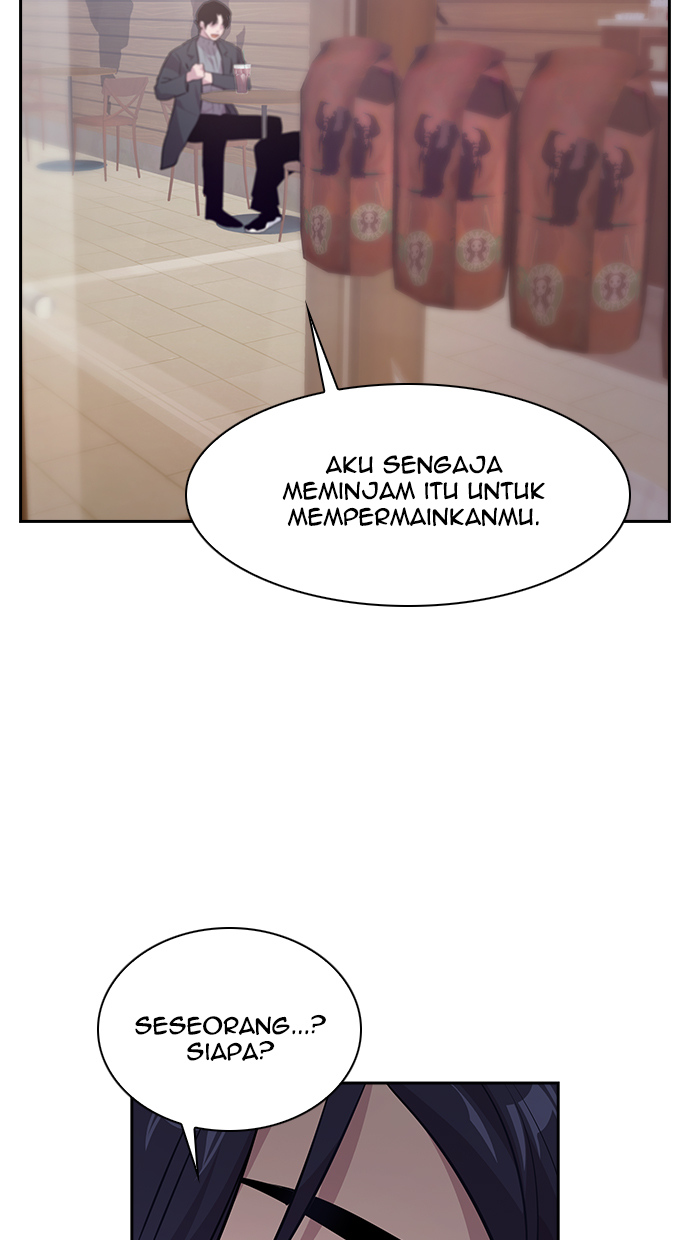 AKU SENGAJA
MEMINJAM ITU UNTUK
MEMPERMAINKANMU.
SESEORANG...?
SIAPA?